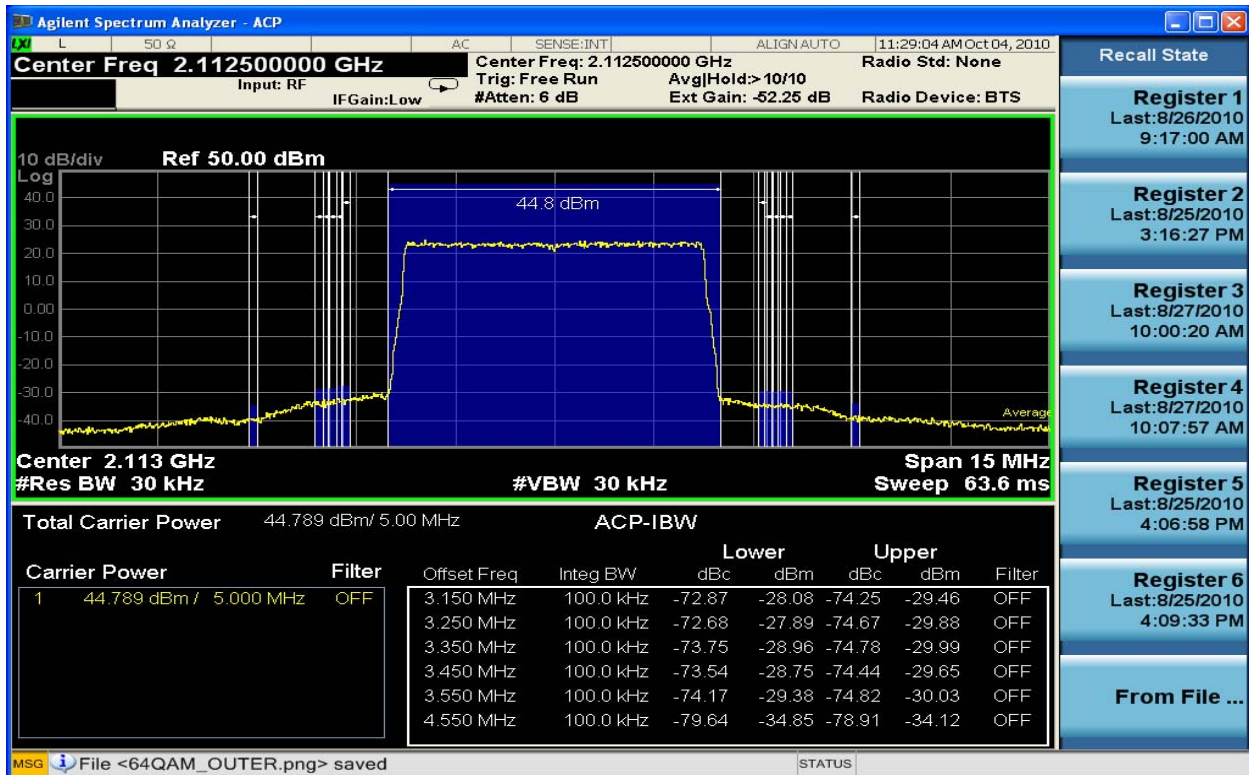 Agilent Spectrum Analyzer - ACP
LXI L 50 Ω AC SENSE:INT ALIGN AUTO 11:29:04 AM Oct 04, 2010
Center Freq 2.112500000 GHz
Input: RF
IFGain:Low
Center Freq: 2.112500000 GHz
Trig: Free Run Avg|Hold:> 10/10
#Atten: 6 dB Ext Gain: -52.25 dB
Radio Std: None
Radio Device: BTS
10 dB/div Ref 50.00 dBm
Log
40.0
30.0
20.0
10.0
0.00
-10.0
-20.0
-30.0
-40.0
44.8 dBm
Average
Center 2.113 GHz Span 15 MHz
#Res BW 30 kHz #VBW 30 kHz Sweep 63.6 ms
Total Carrier Power 44.789 dBm/ 5.00 MHz ACP-IBW
Lower Upper
Carrier Power Filter
1 44.789 dBm / 5.000 MHz OFF
Offset Freq Integ BW dBc dBm dBc dBm Filter
3.150 MHz 100.0 kHz -72.87 -28.08 -74.25 -29.46 OFF
3.250 MHz 100.0 kHz -72.68 -27.89 -74.67 -29.88 OFF
3.350 MHz 100.0 kHz -73.75 -28.96 -74.78 -29.99 OFF
3.450 MHz 100.0 kHz -73.54 -28.75 -74.44 -29.65 OFF
3.550 MHz 100.0 kHz -74.17 -29.38 -74.82 -30.03 OFF
4.550 MHz 100.0 kHz -79.64 -34.85 -78.91 -34.12 OFF
MSG File <64QAM_OUTER.png> saved STATUS
Recall State
Register 1
Last:8/26/2010
9:17:00 AM
Register 2
Last:8/25/2010
3:16:27 PM
Register 3
Last:8/27/2010
10:00:20 AM
Register 4
Last:8/27/2010
10:07:57 AM
Register 5
Last:8/25/2010
4:06:58 PM
Register 6
Last:8/25/2010
4:09:33 PM
From File ...